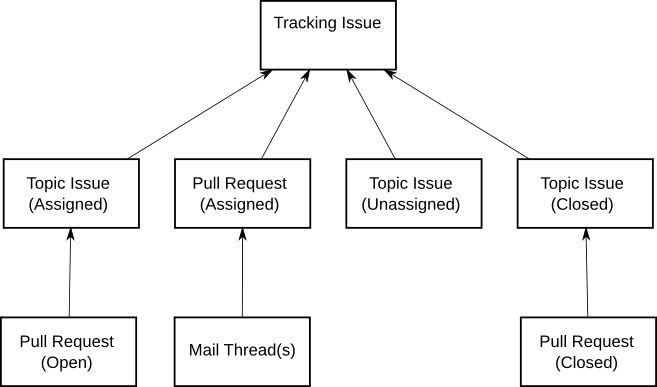 Tracking Issue
Topic Issue
(Assigned)
Pull Request
(Assigned)
Topic Issue
(Unassigned)
Topic Issue
(Closed)
Pull Request
(Open)
Mail Thread(s)
Pull Request
(Closed)